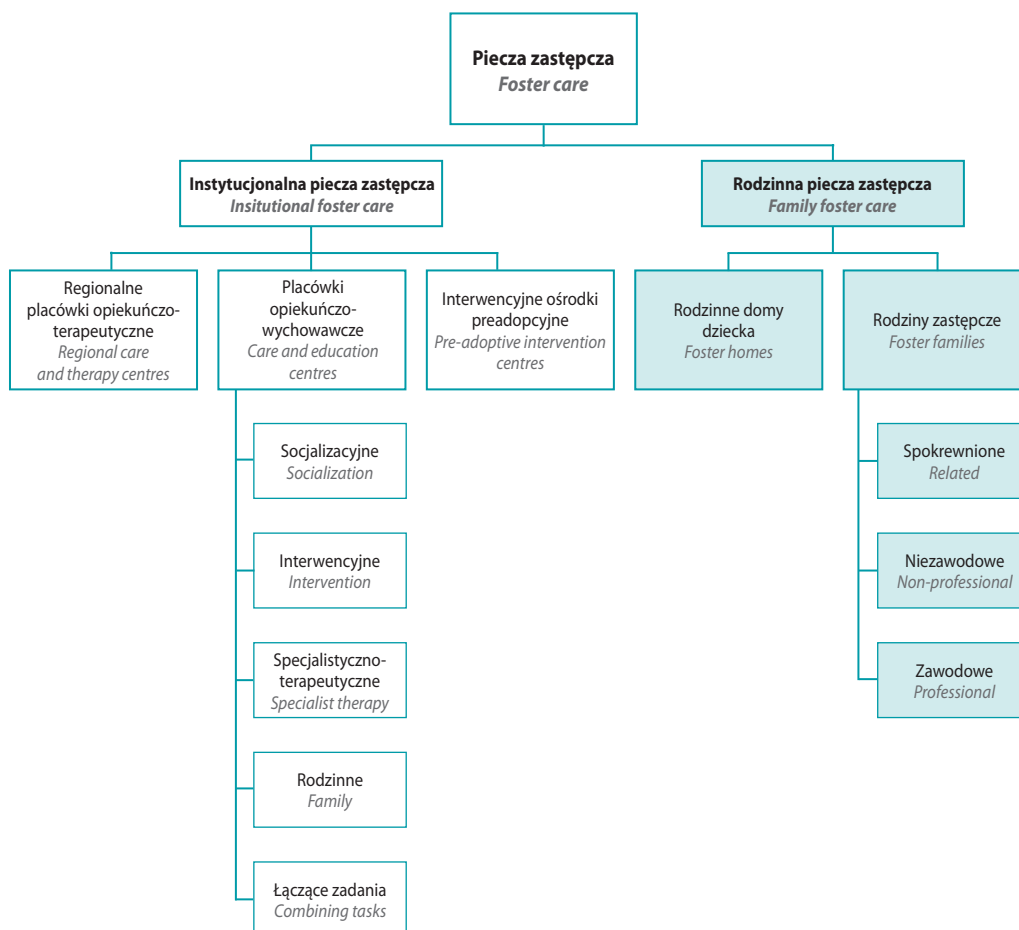 Piecza zastępcza
Foster care
Instytucjonalna piecza zastępcza
Insitutional foster care
Rodzinna piecza zastępcza
Family foster care
Regionalne
placówki opiekuńczo-
terapeutyczne
Regional care
and therapy centres
Placówki
opiekuńczo-
wychowawcze
Care and education
centres
Interwencyjne ośrodki
preadopcyjne
Pre-adoptive intervention
centres
Rodzinne domy
dziecka
Foster homes
Rodziny zastępcze
Foster families
Socjalizacyjne
Socialization
Interwencyjne
Intervention
Specjalistyczno-
terapeutyczne
Specialist therapy
Rodzinne
Family
Łączące zadania
Combining tasks
Spokrewnione
Related
Niezawodowe
Non-professional
Zawodowe
Professional